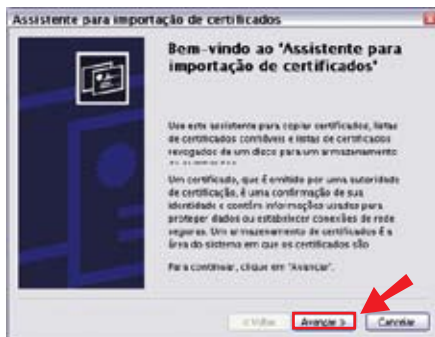 Assistente para importação de certificados
Bem-vindo ao 'Assistente para
importação de certificados'
Use este assistente para copiar certificados, listas
de certificados confiáveis e listas de certificados
revogados de um disco para um armazenamento
Um certificado, que é emitido por uma autoridade
de certificação, é uma confirmação de sua
identidade e contém informações usadas para
proteger dados ou estabelecer conexões de rede
seguras. Um armazenamento de certificados é a
área do sistema em que os certificados são
Para continuar, clique em 'Avançar'.
< Voltar Avançar > Cancelar